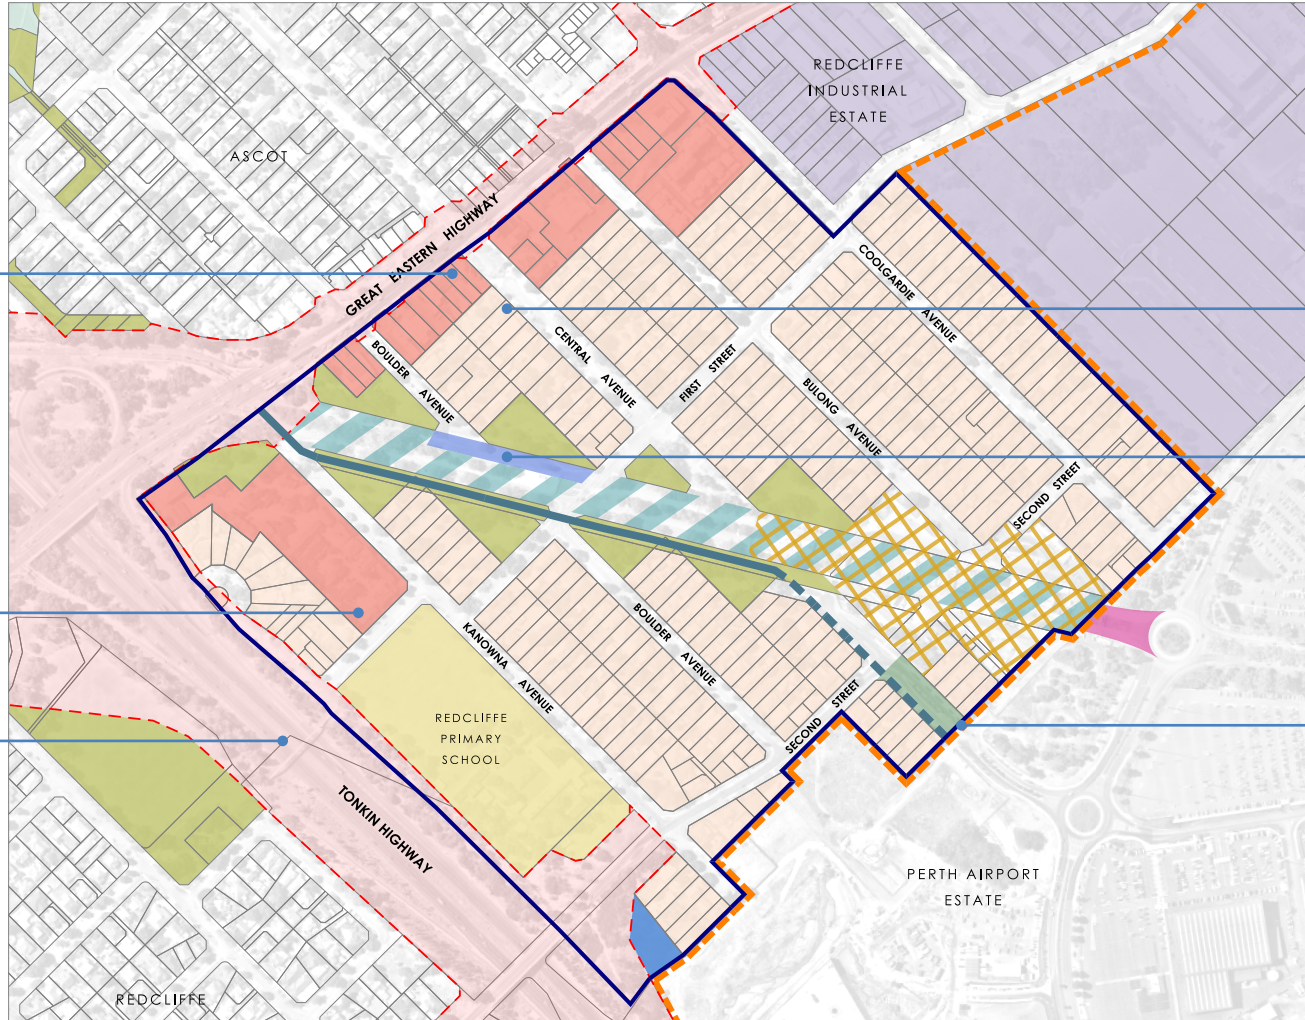 REDCLIFFE
INDUSTRIAL
ESTATE
ASCOT
GREAT EASTERN HIGHWAY
COOLGARDIE AVENUE
CENTRAL AVENUE
BOULDER AVENUE
FIRST STREET
BULONG AVENUE
SECOND STREET
BOULDER AVENUE
KANOWNA AVENUE
SECOND STREET
REDCLIFFE
PRIMARY
SCHOOL
TONKIN HIGHWAY
PERTH AIRPORT
ESTATE
REDCLIFFE